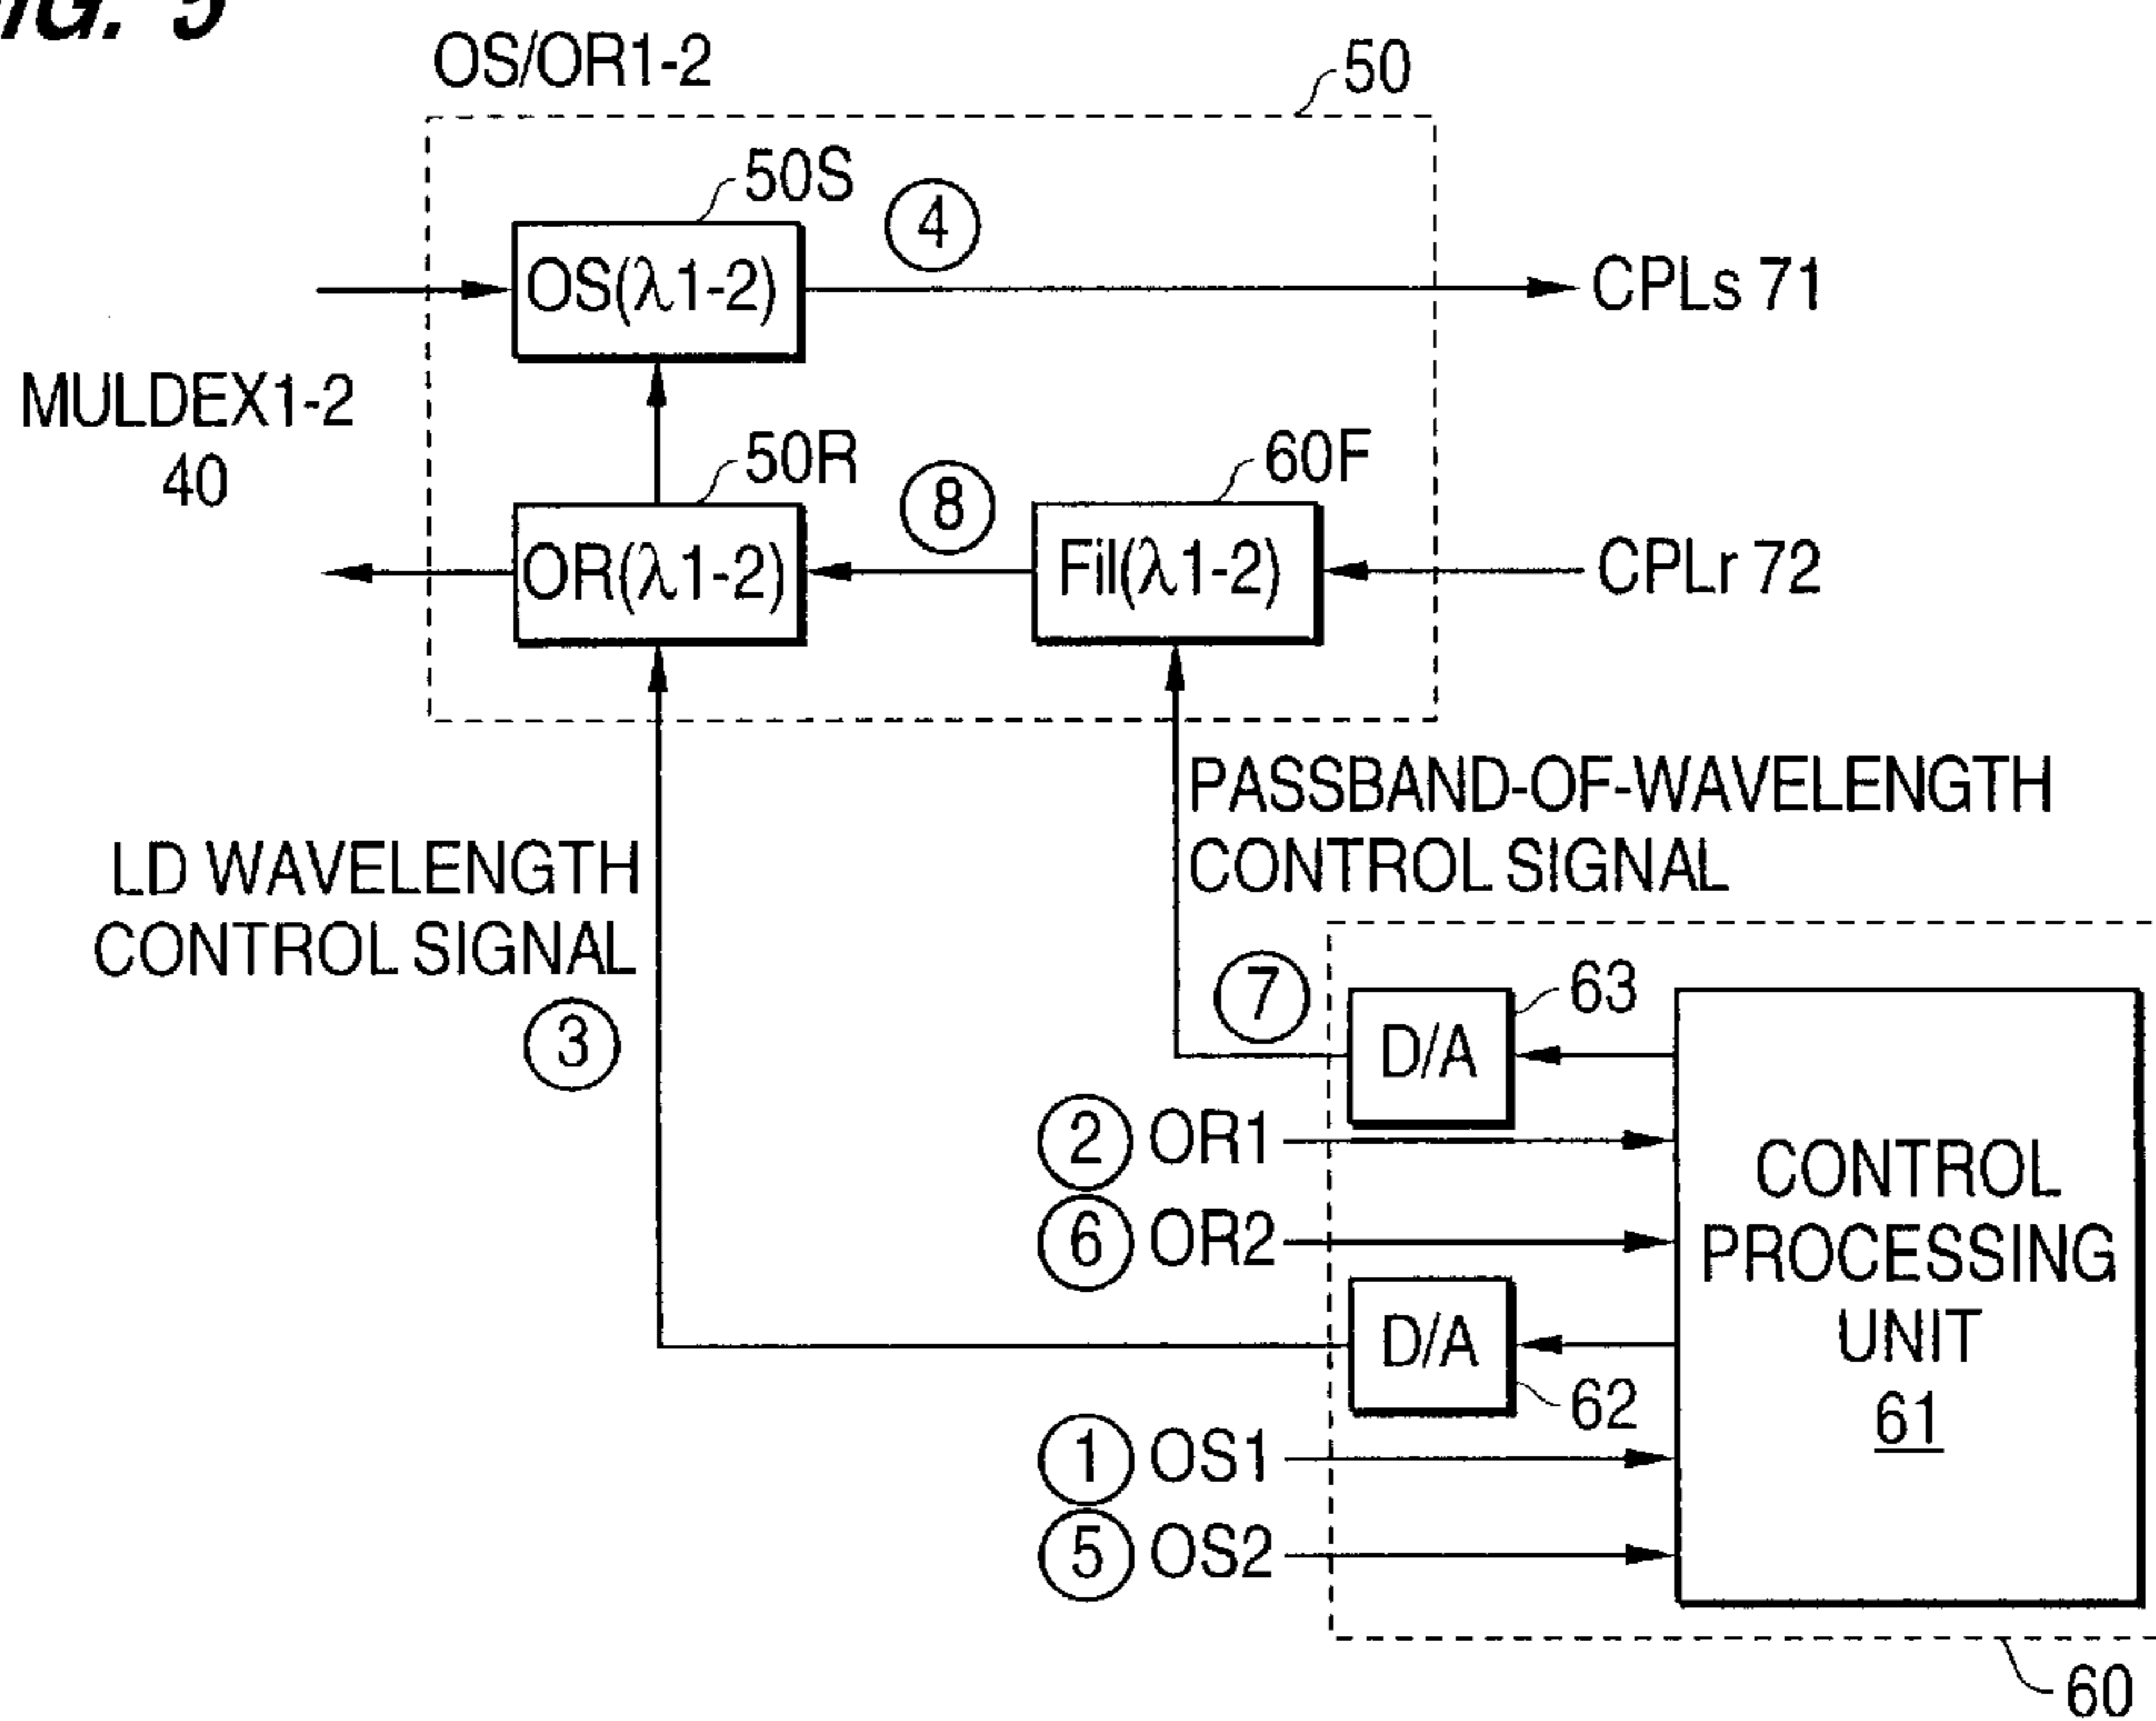 OS/OR1-2
50
50S
④
OS(λ1-2)
CPLs 71
MULDEX1-2
40
50R
⑧
60F
OR(λ1-2)
Fil(λ1-2)
CPLr 72
PASSBAND-OF-WAVELENGTH
CONTROL SIGNAL
LD WAVELENGTH
CONTROL SIGNAL
③
⑦
63
D/A
② OR1
⑥ OR2
CONTROL
PROCESSING
UNIT
61
D/A
62
① OS1
⑤ OS2
60